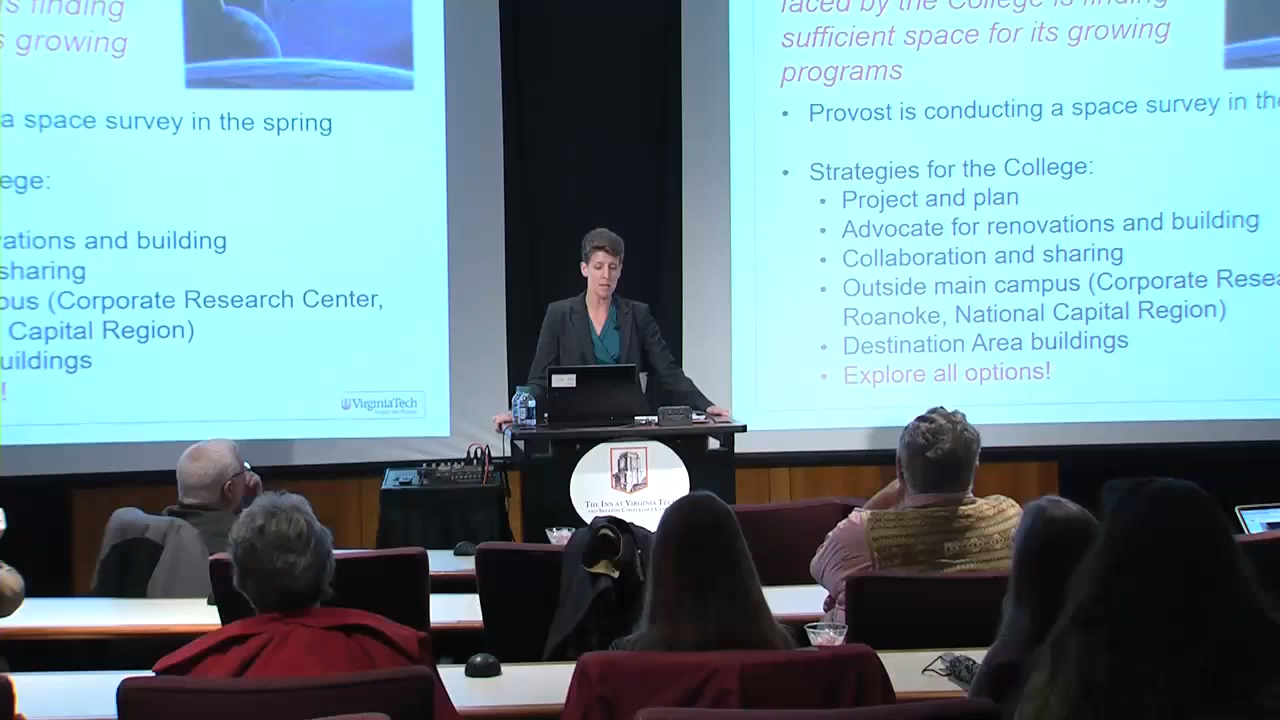 s finding
s growing
a space survey in the spring
ege:
vations and building
sharing
ous (Corporate Research Center,
Capital Region)
uildings
!
VirginiaTech
faced by the College is finding
sufficient space for its growing
programs
• Provost is conducting a space survey in the
• Strategies for the College:
• Project and plan
• Advocate for renovations and building
• Collaboration and sharing
• Outside main campus (Corporate Resea
Roanoke, National Capital Region)
• Destination Area buildings
• Explore all options!
The Inn at Virginia Te